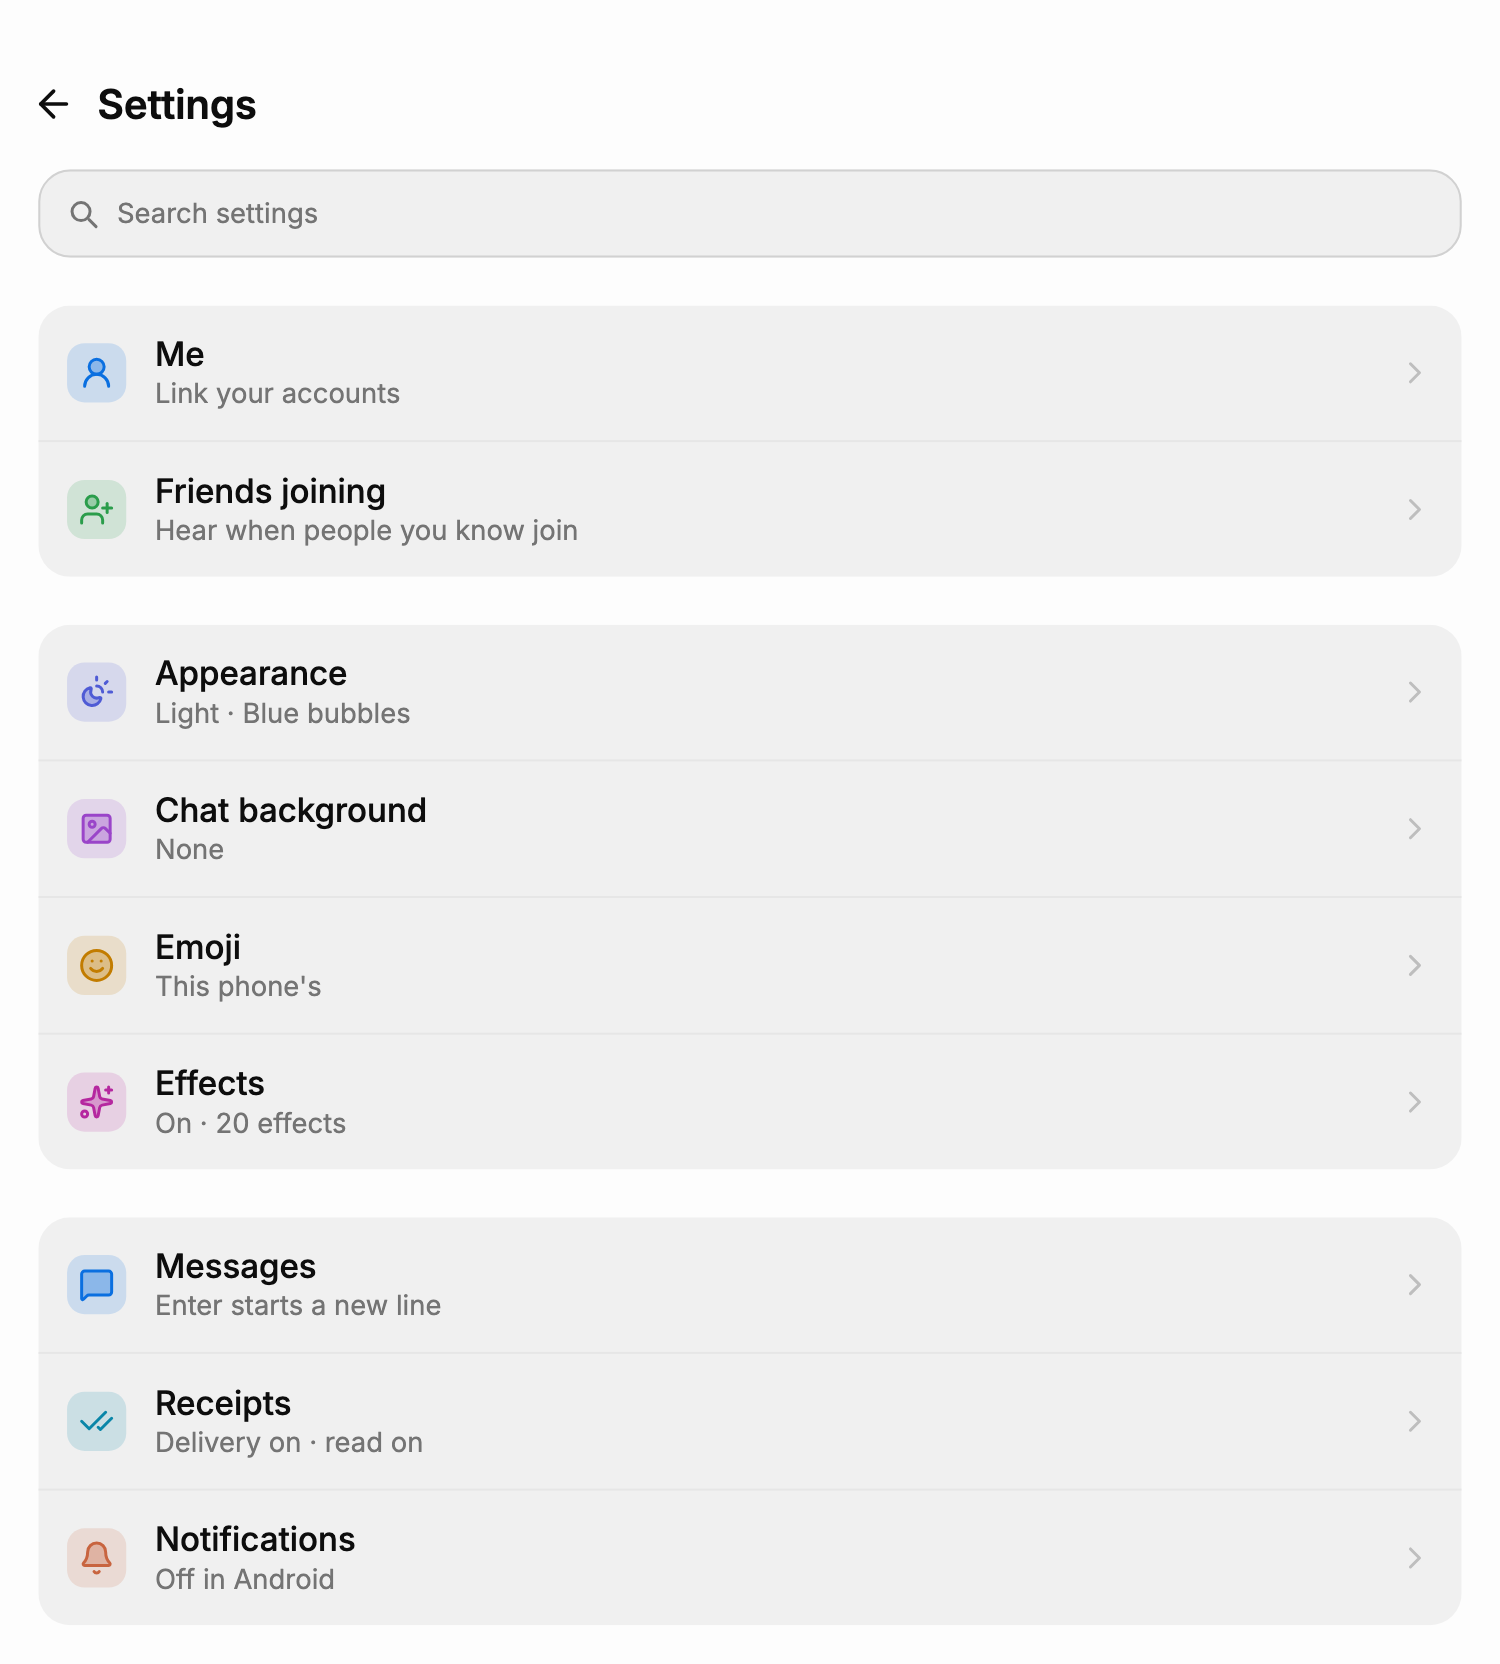 Settings
Search settings
Me
Link your accounts
Friends joining
Hear when people you know join
Appearance
Light · Blue bubbles
Chat background
None
Emoji
This phone's
Effects
On · 20 effects
Messages
Enter starts a new line
Receipts
Delivery on · read on
Notifications
Off in Android